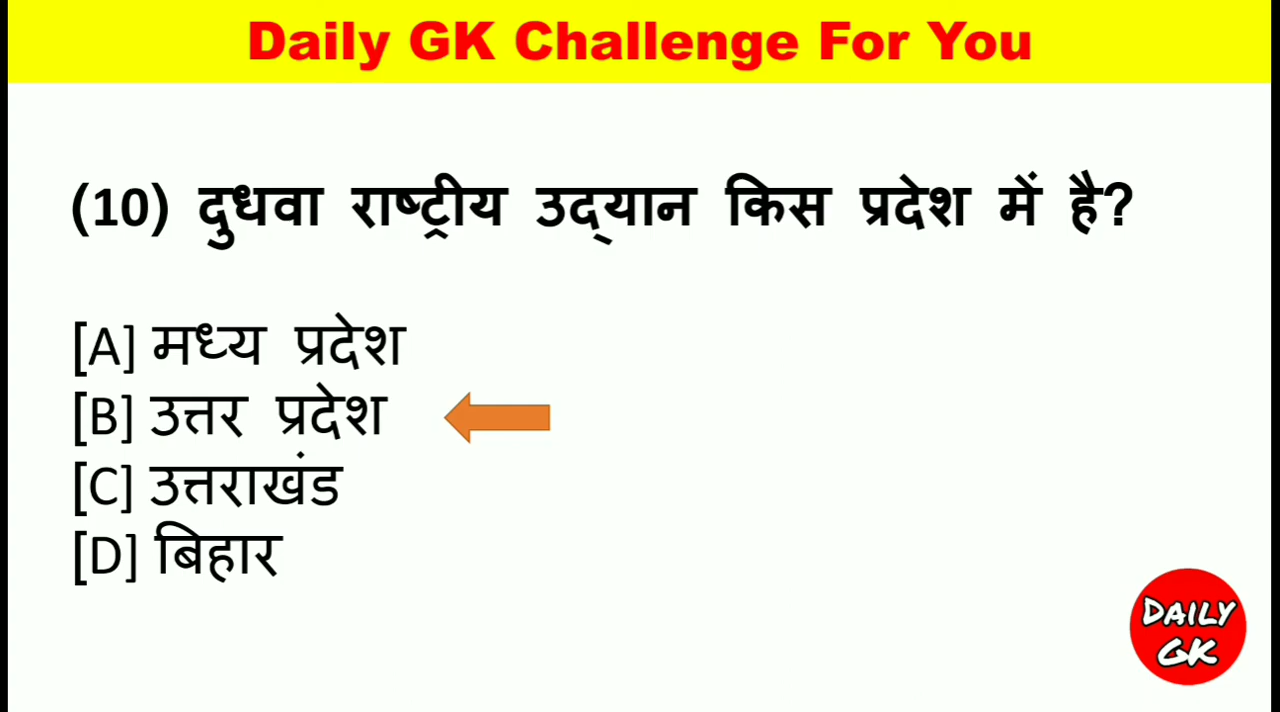 Daily GK Challenge For You
(10) दुधवा राष्ट्रीय उद्‌यान किस प्रदेश में है?
[A] मध्य प्रदेश
[B] उत्तर प्रदेश
[C] उत्तराखंड
[D] बिहार
DAILY
GK